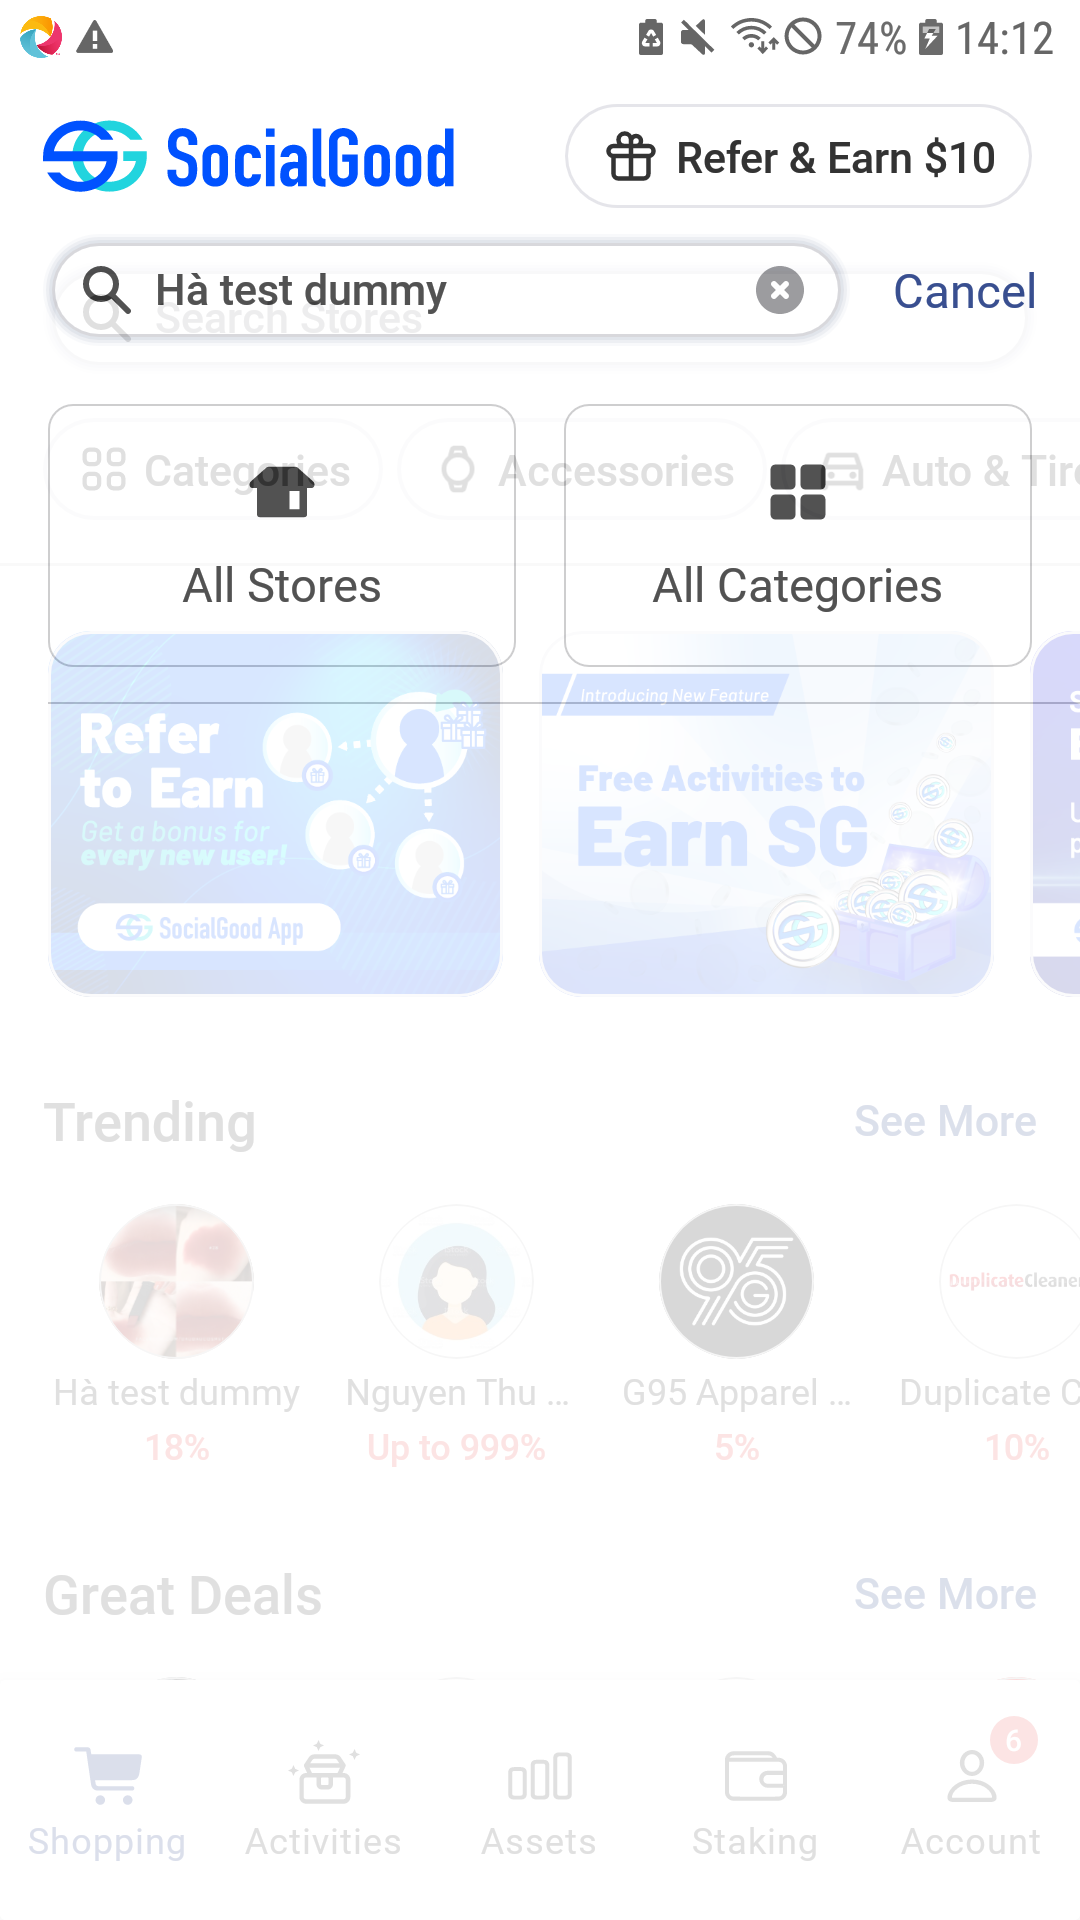 74% 14:12
SocialGood
Refer & Earn $10
Hà test dummy
Cancel
Search Stores
Categories
Accessories
Auto & Tire
All Stores
All Categories
Refer
to Earn
Get a bonus for
every new user!
SocialGood App
Introducing New Feature
Free Activities to
Earn SG
Trending
See More
Hà test dummy
18%
Nguyen Thu ...
Up to 999%
G95 Apparel ...
5%
DuplicateCleaner
Duplicate C
10%
Great Deals
See More
6
Shopping
Activities
Assets
Staking
Account